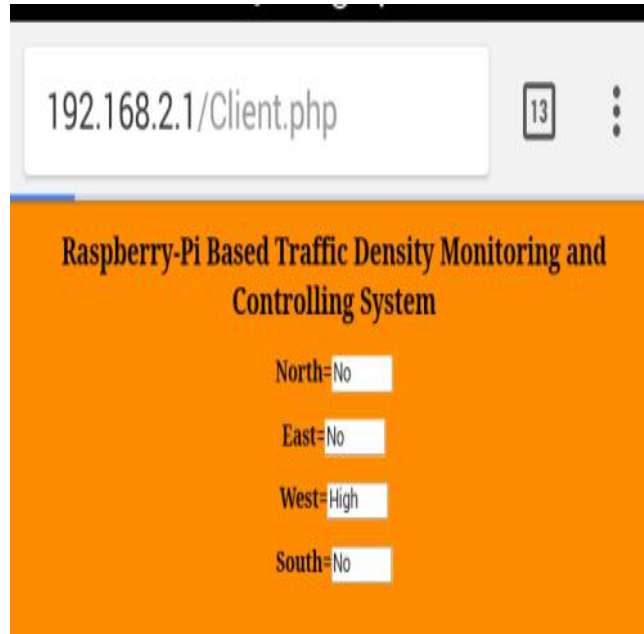 192.168.2.1/Client.php
13
Raspberry-Pi Based Traffic Density Monitoring and
Controlling System
North=No
East=No
West=High
South=No